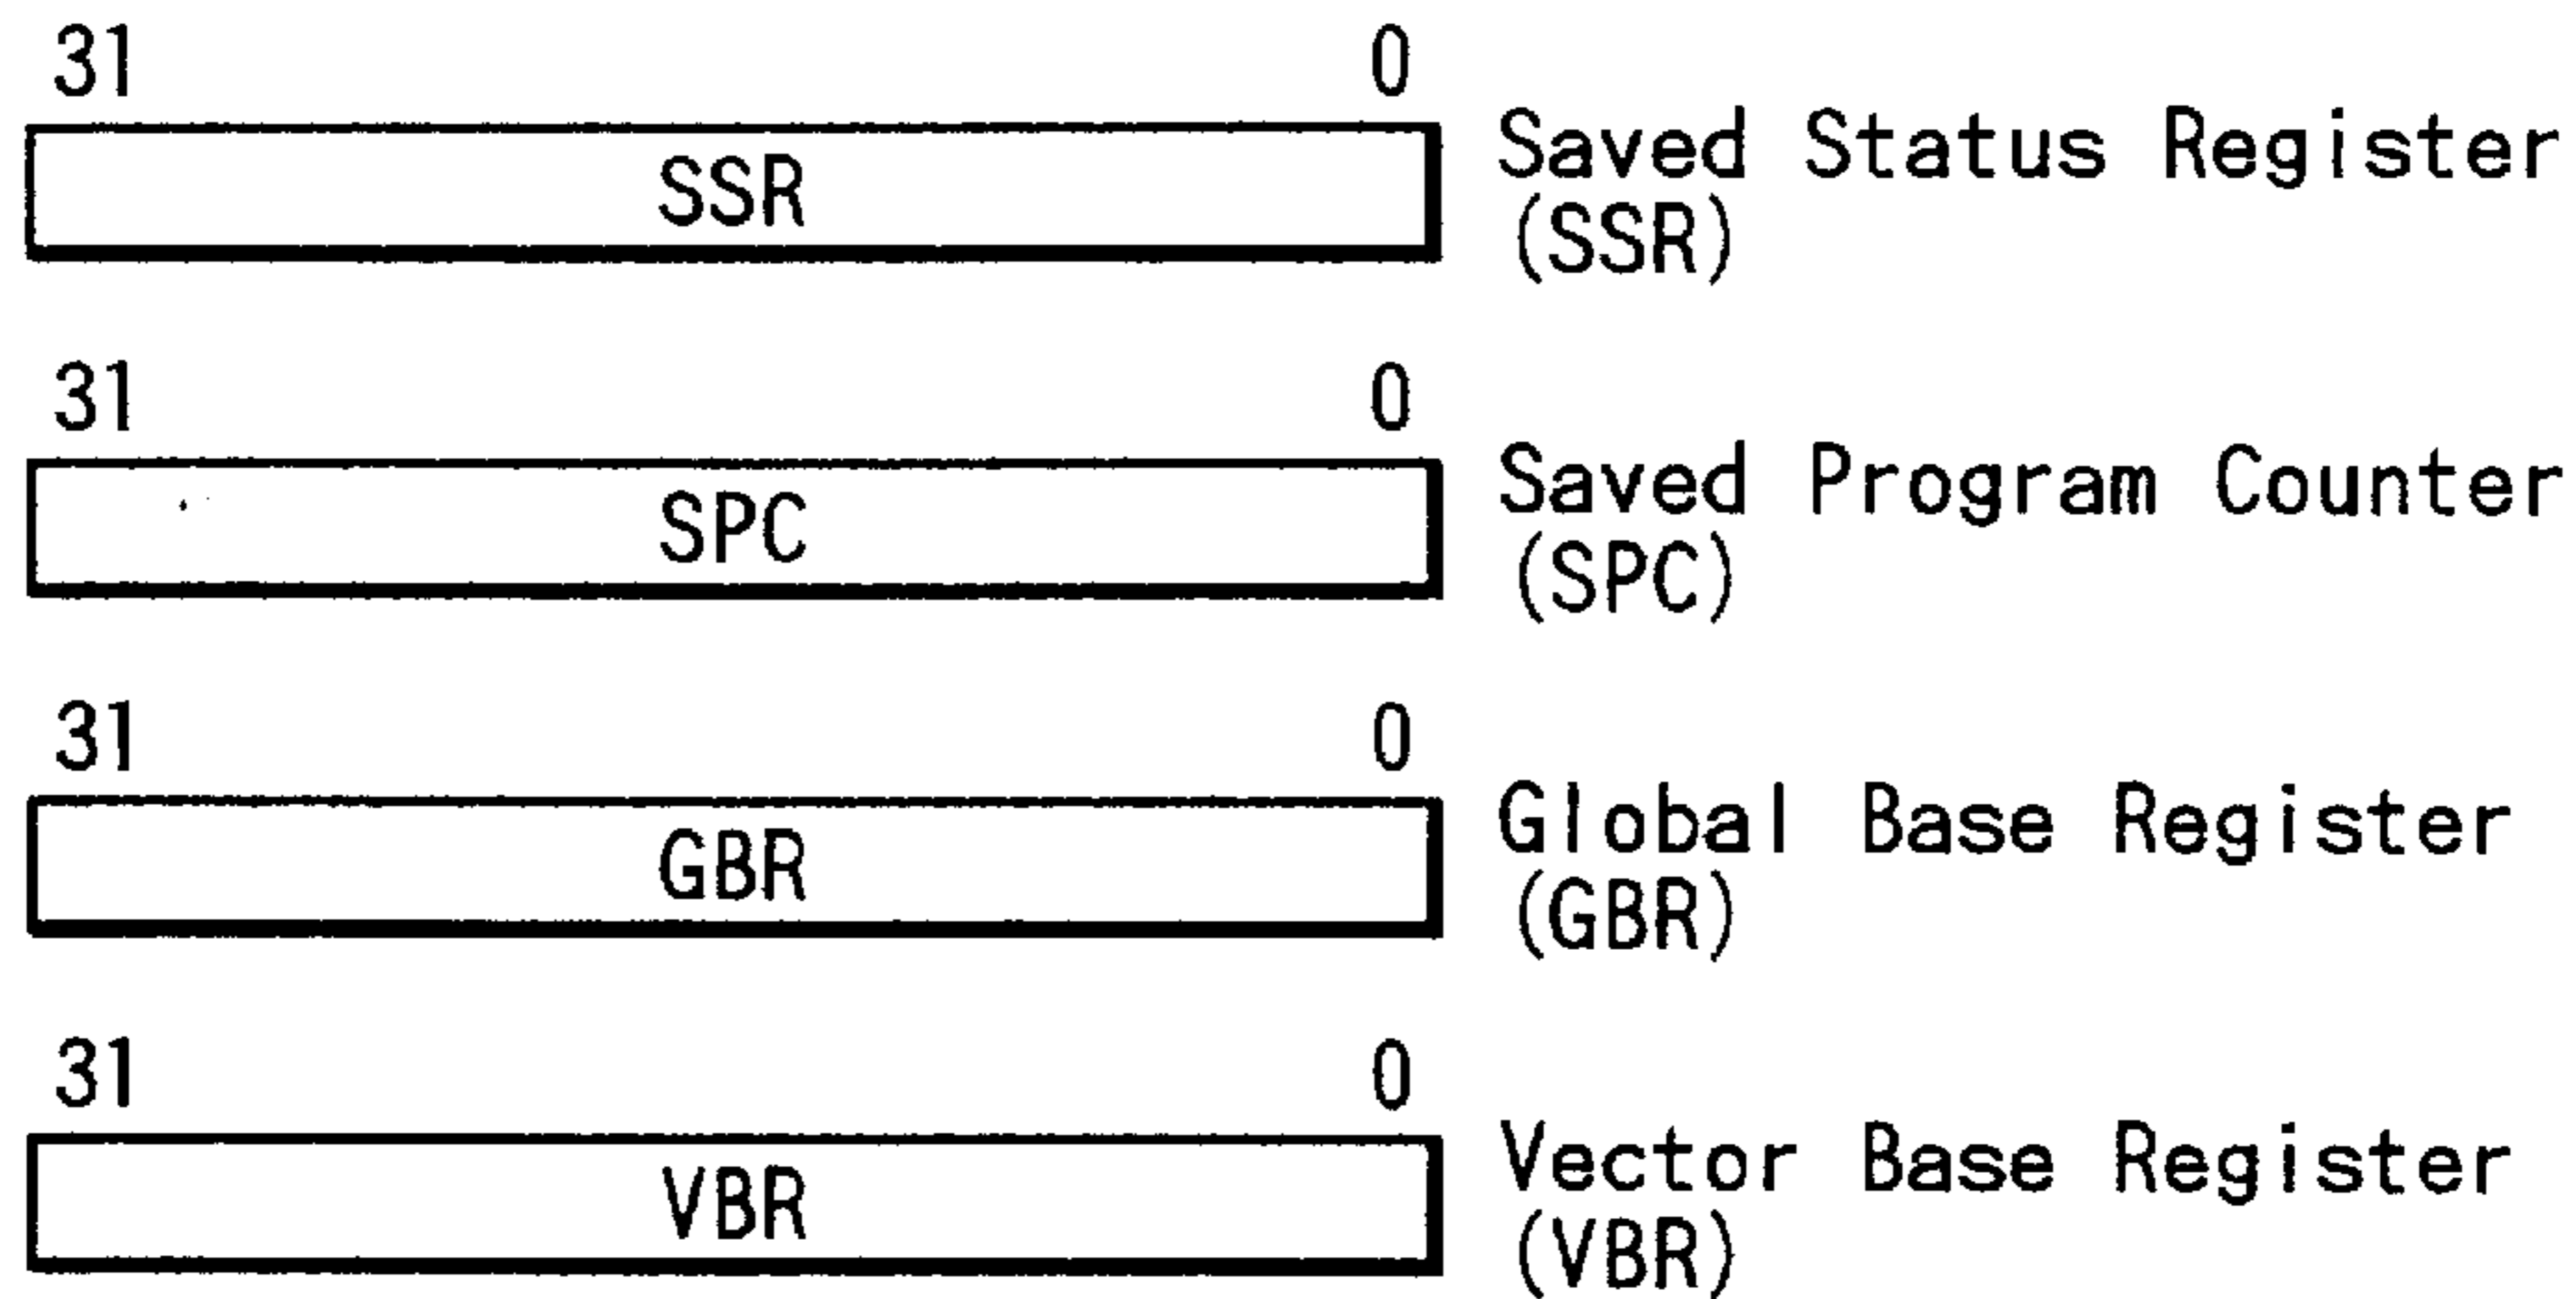 31 0
SSR
Saved Status Register
(SSR)
31 0
SPC
Saved Program Counter
(SPC)
31 0
GBR
Global Base Register
(GBR)
31 0
VBR
Vector Base Register
(VBR)